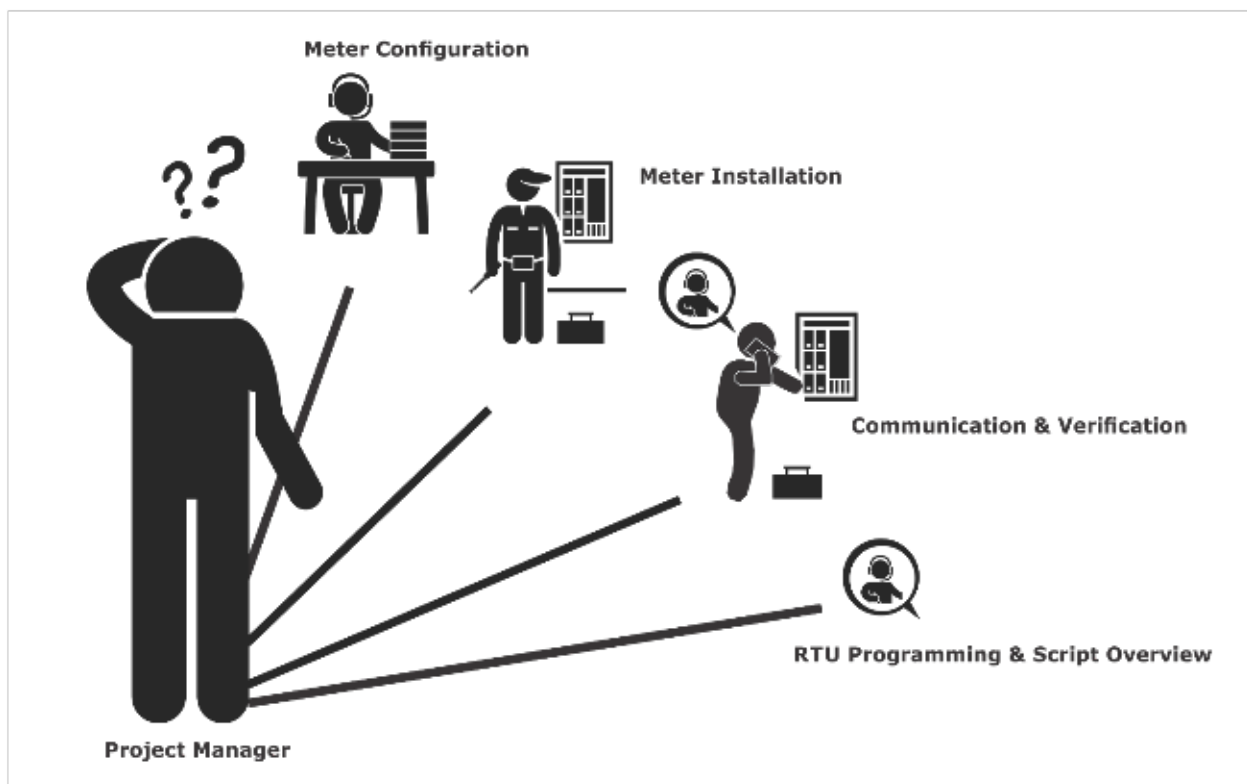 Meter Configuration
??
Meter Installation
Communication & Verification
RTU Programming & Script Overview
Project Manager